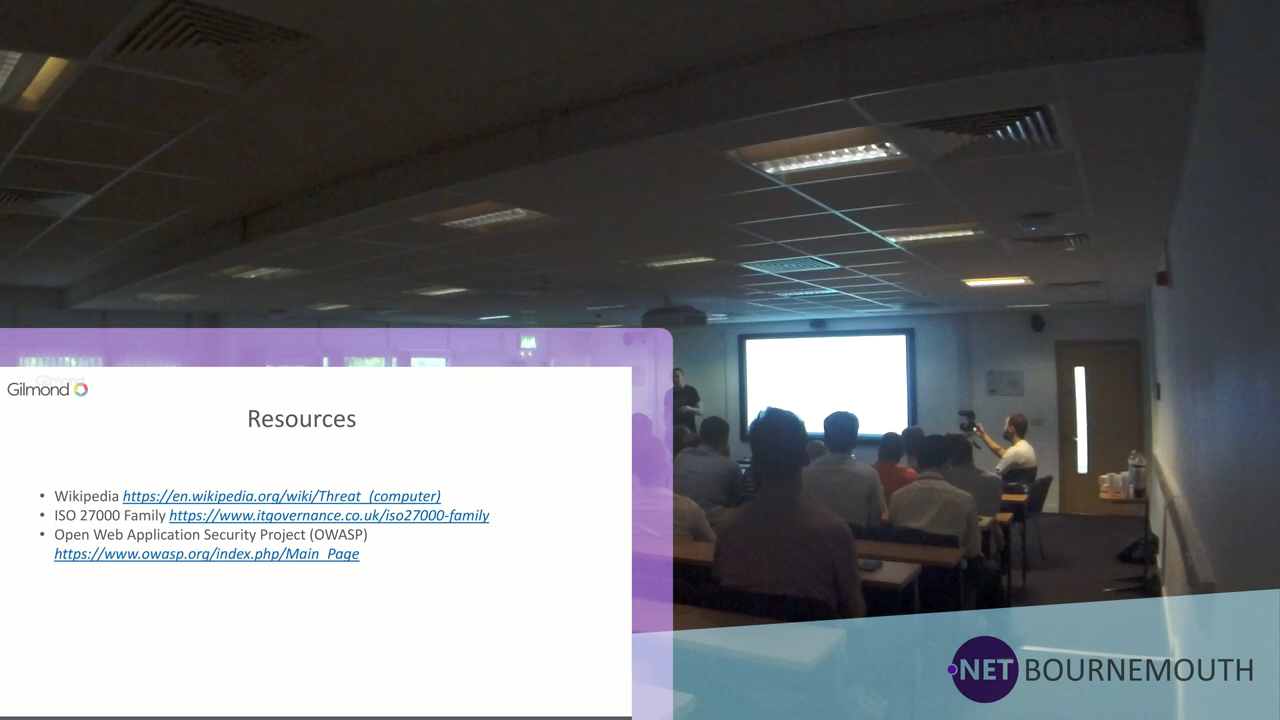 Gilmond
Resources
• Wikipedia https://en.wikipedia.org/wiki/Threat_(computer)
• ISO 27000 Family https://www.itgovernance.co.uk/iso27000-family
• Open Web Application Security Project (OWASP)
https://www.owasp.org/index.php/Main_Page
.NET BOURNEMOUTH